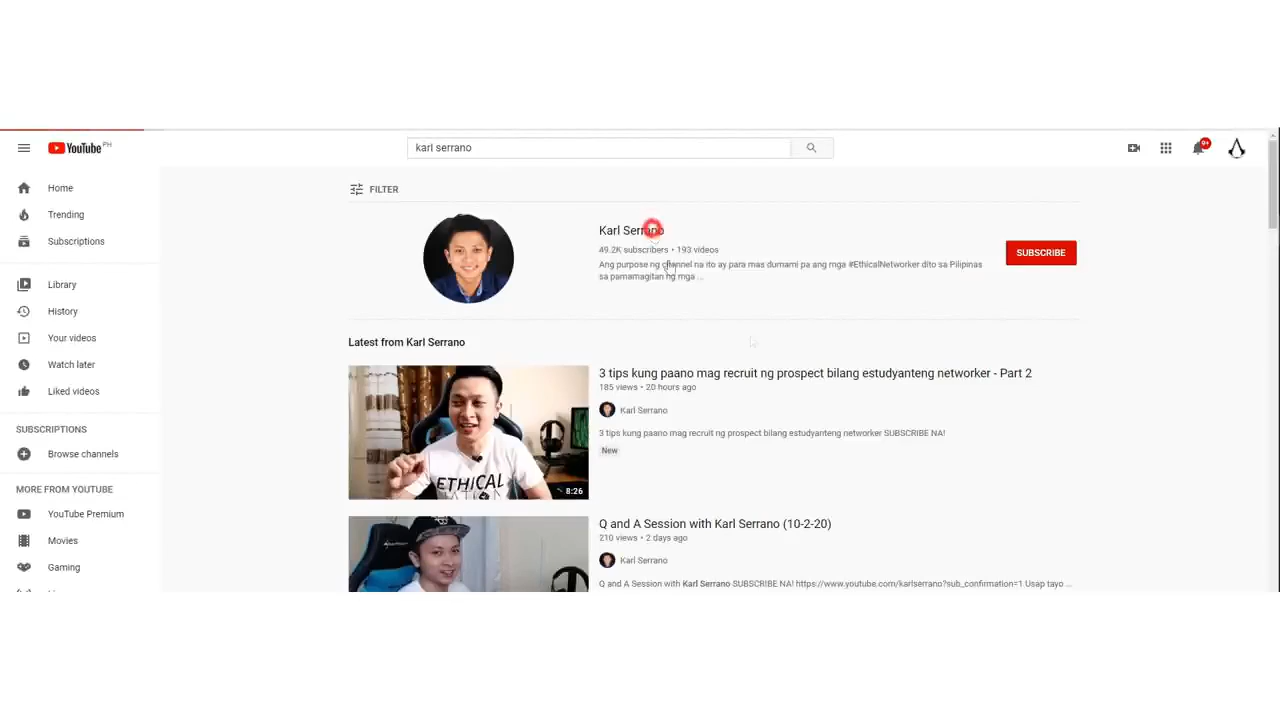 YouTube PH
karl serrano
9+
Home
Trending
Subscriptions
Library
History
Your videos
Watch later
Liked videos
SUBSCRIPTIONS
Browse channels
MORE FROM YOUTUBE
YouTube Premium
Movies
Gaming
FILTER
Karl Serrano
49.2K subscribers • 193 videos
Ang purpose ng channel na ito ay para mas dumami pa ang mga #EthicalNetworker dito sa Pilipinas
sa pamamagitan ng mga ...
SUBSCRIBE
Latest from Karl Serrano
ETHICAL
8:26
3 tips kung paano mag recruit ng prospect bilang estudyanteng networker - Part 2
185 views • 20 hours ago
Karl Serrano
3 tips kung paano mag recruit ng prospect bilang estudyanteng networker SUBSCRIBE NA!
New
Q and A Session with Karl Serrano (10-2-20)
210 views • 2 days ago
Karl Serrano
Q and A Session with Karl Serrano SUBSCRIBE NA! https://www.youtube.com/karlserrano?sub_confirmation=1 Usap tayo ...